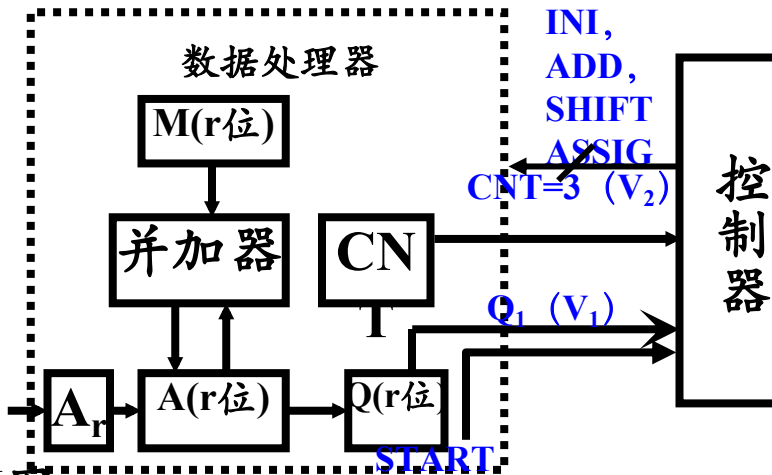 INI,
ADD,
SHIFT
ASSIG
数据处理器
M(r位)
CNT=3 (V₂)
控制器
并加器
CN
T
Q₁ (V₁)
Aᵣ
A(r位)
Q(r位)
START